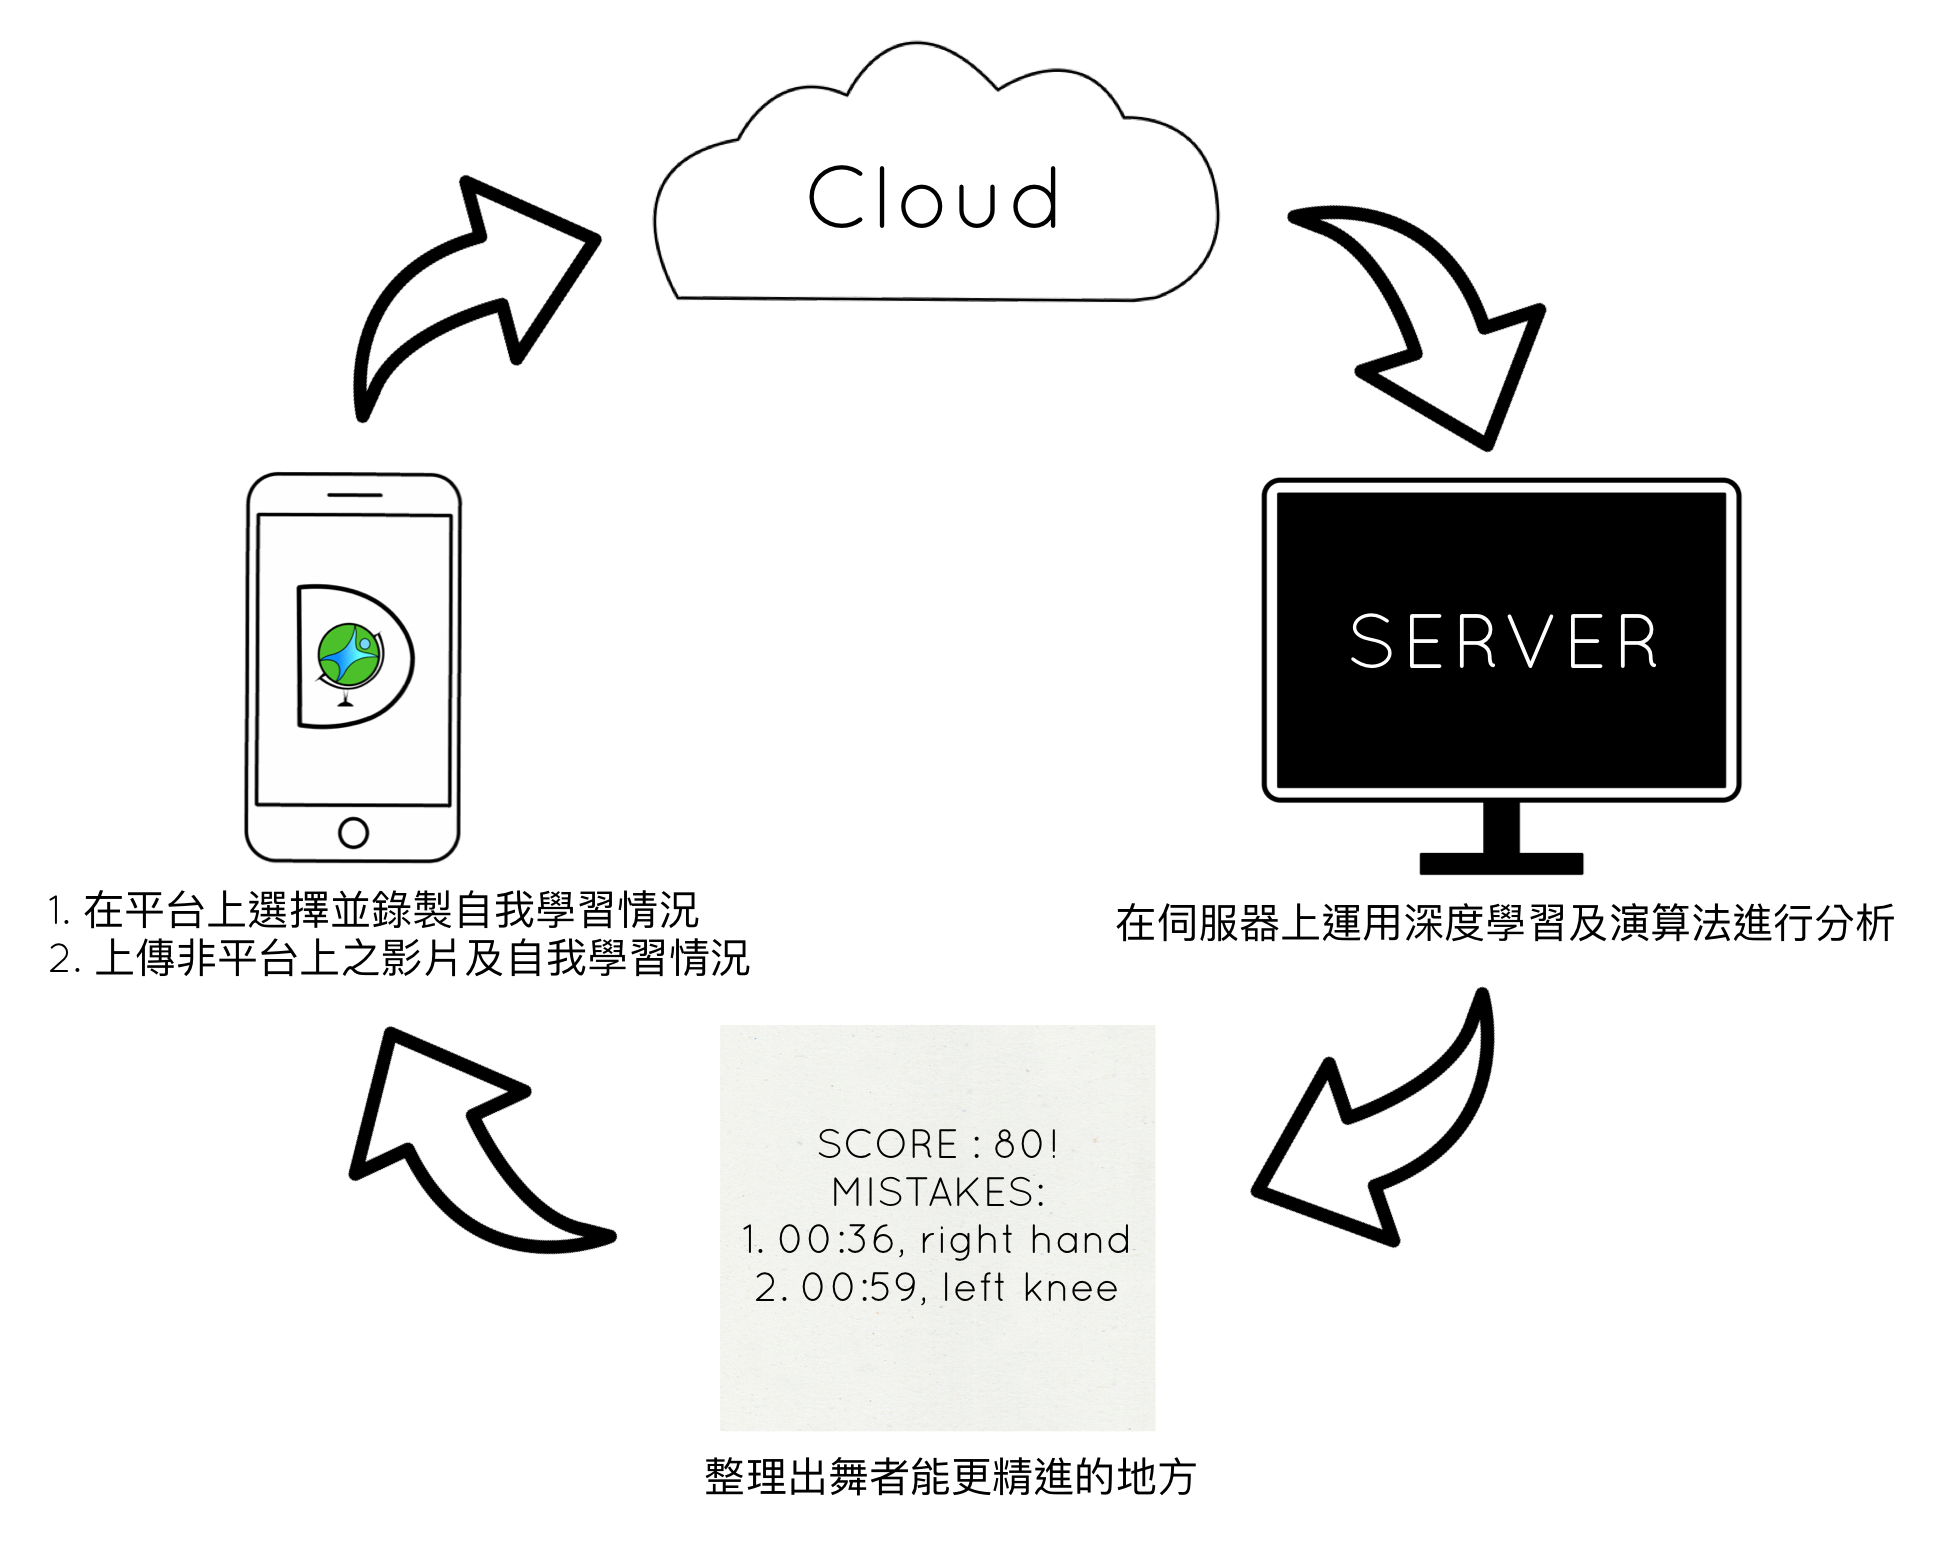 Cloud
SERVER
1. 在平台上選擇並錄製自我學習情況
2. 上傳非平台上之影片及自我學習情況
在伺服器上運用深度學習及演算法進行分析
SCORE : 80!
MISTAKES:
1. 00:36, right hand
2. 00:59, left knee
整理出舞者能更精進的地方